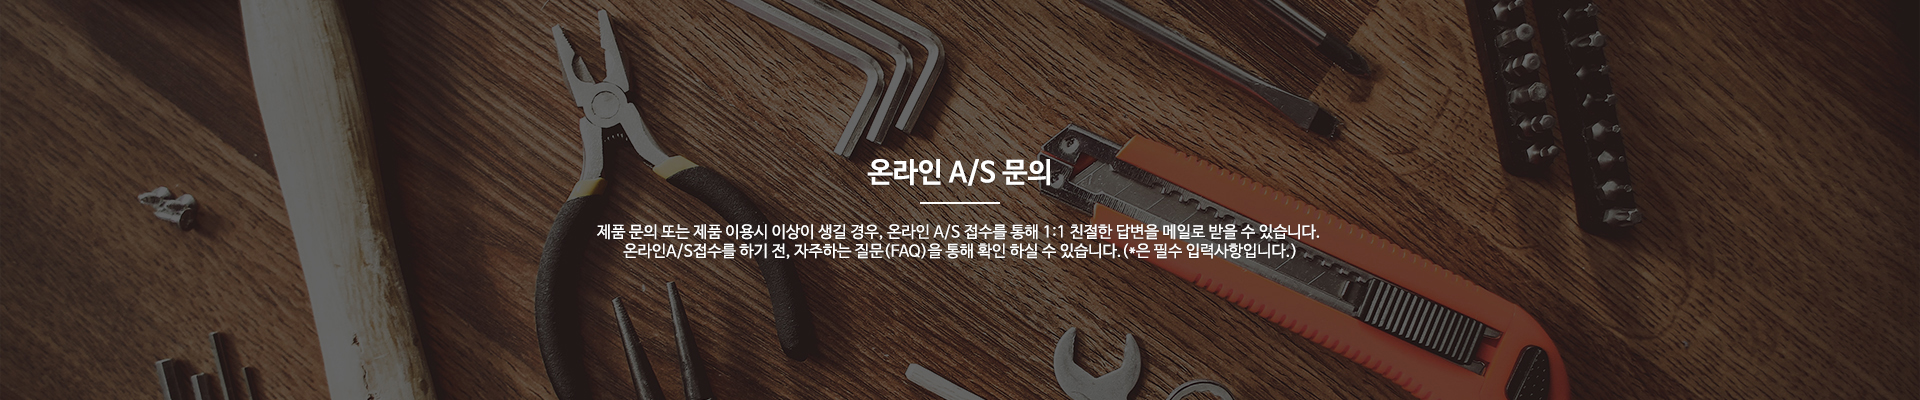 온라인 A/S 문의
제품 문의 또는 제품 이용시 이상이 생길 경우, 온라인 A/S 접수를 통해 1:1 친절한 답변을 메일로 받을 수 있습니다.
온라인A/S접수를 하기 전, 자주하는 질문(FAQ)을 통해 확인 하실 수 있습니다.(*은 필수 입력사항입니다.)